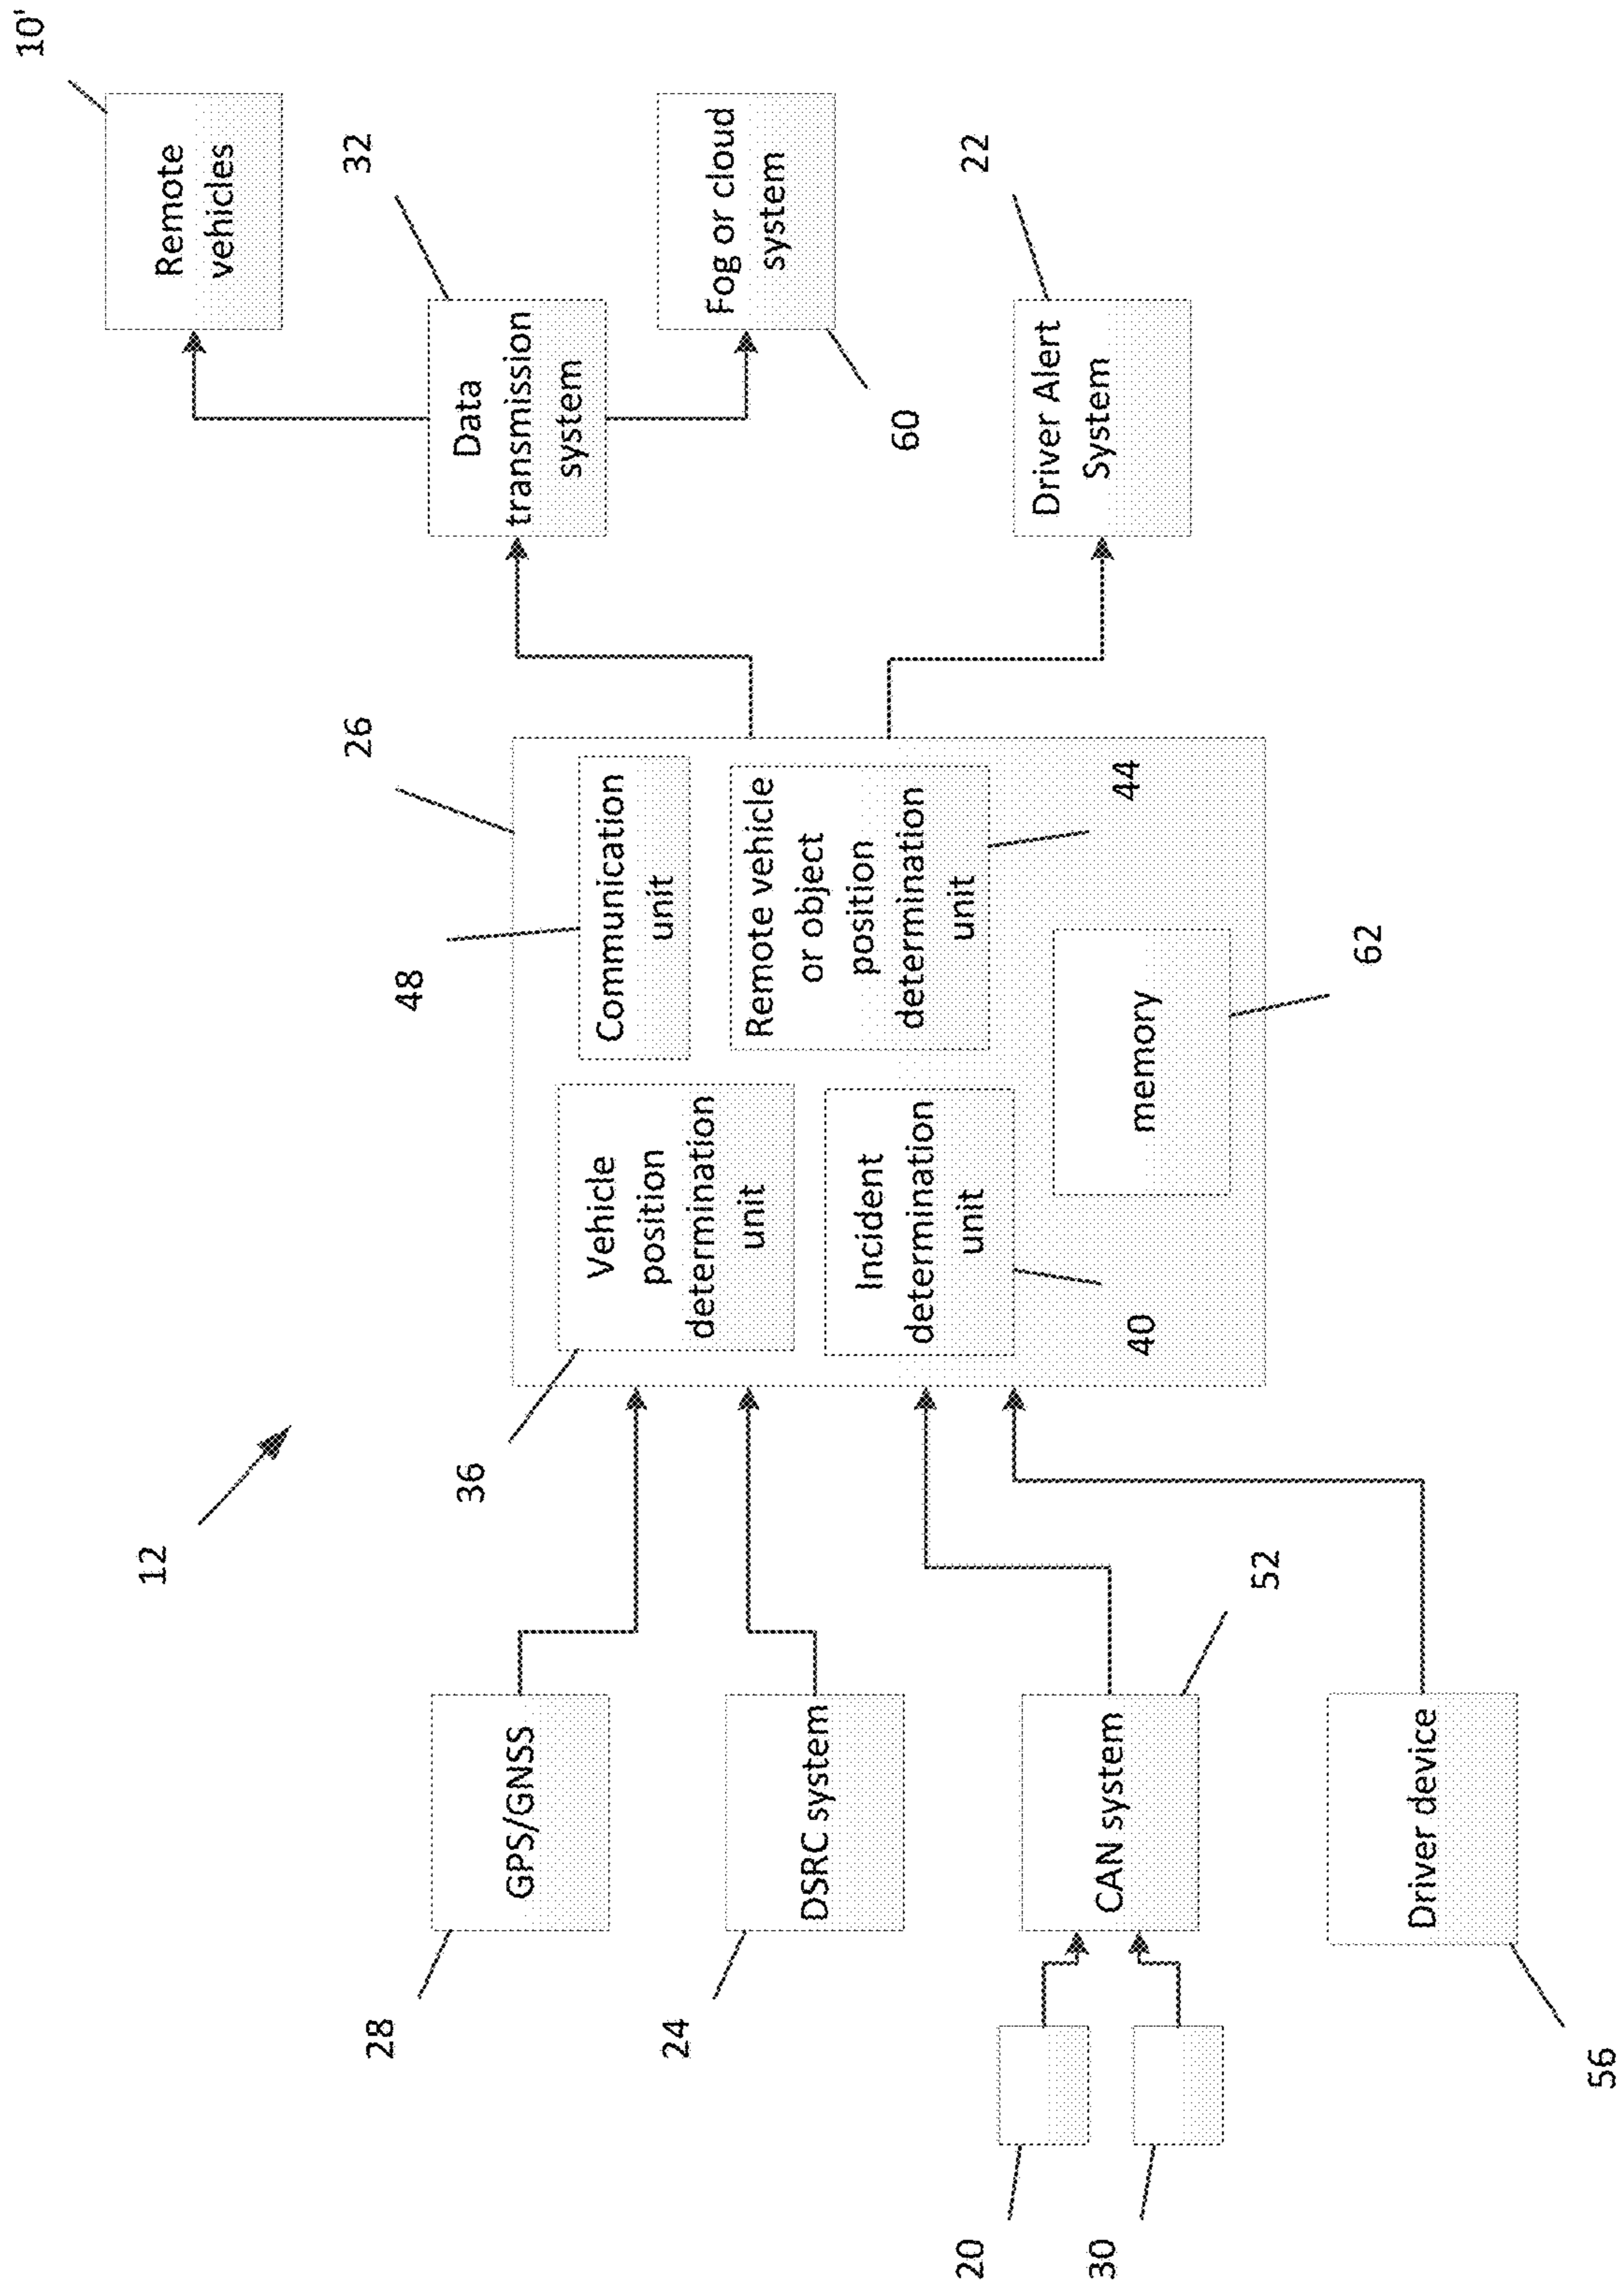 12
28
GPS/GNSS
24
DSRC system
20
30
CAN system
52
56
Driver device
26
36
Vehicle
position
determination
unit
48
Communication
unit
40
Incident
determination
unit
44
Remote vehicle
or object
position
determination
unit
62
memory
10'
Remote
vehicles
32
Data
transmission
system
60
Fog or cloud
system
22
Driver Alert
System